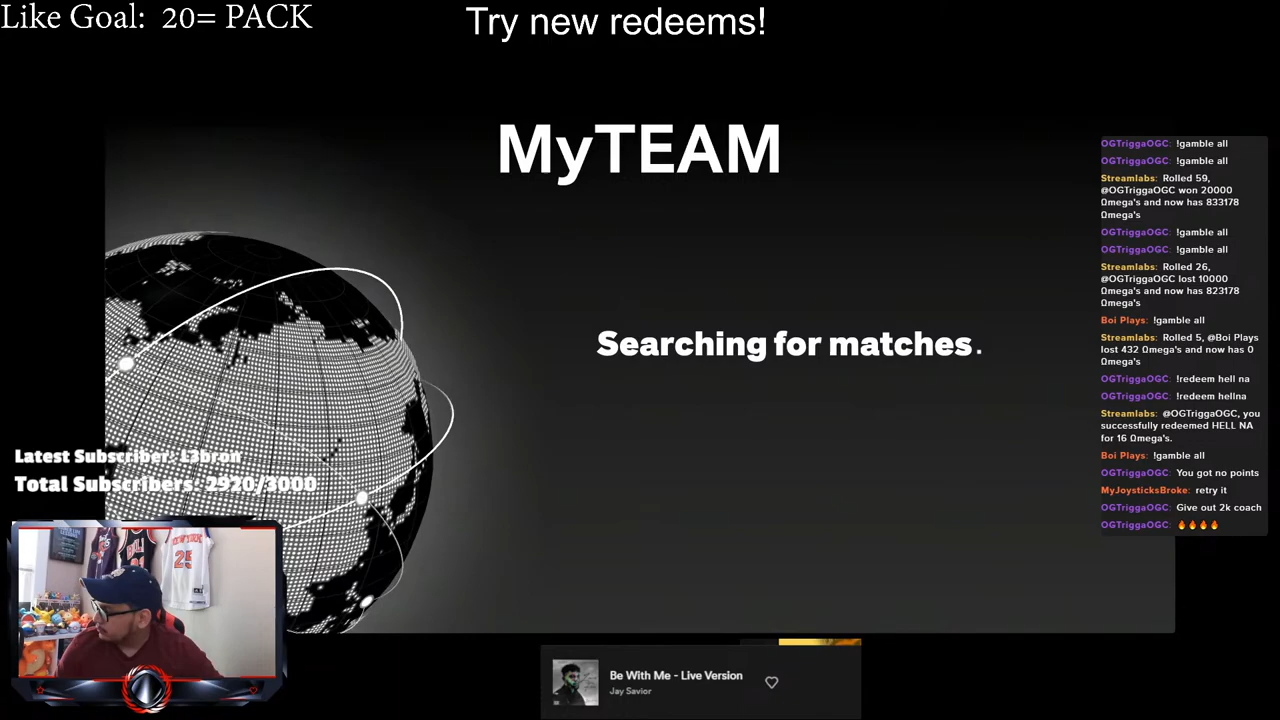 Like Goal:  20= PACK
Try new redeems!
MyTEAM
Searching for matches.
OGTriggaOGC: !gamble all
OGTriggaOGC: !gamble all
Streamlabs: Rolled 59,
@OGTriggaOGC won 20000
Ωmega's and now has 833178
Ωmega's
OGTriggaOGC: !gamble all
OGTriggaOGC: !gamble all
Streamlabs: Rolled 26,
@OGTriggaOGC lost 10000
Ωmega's and now has 823178
Ωmega's
Boi Plays: !gamble all
Streamlabs: Rolled 5, @Boi Plays
lost 432 Ωmega's and now has 0
Ωmega's
OGTriggaOGC: !redeem hell na
OGTriggaOGC: !redeem hellna
Streamlabs: @OGTriggaOGC, you
successfully redeemed HELL NA
for 16 Ωmega's.
Boi Plays: !gamble all
OGTriggaOGC: You got no points
MyJoysticksBroke: retry it
OGTriggaOGC: Give out 2k coach
OGTriggaOGC: 🔥🔥🔥🔥
Latest Subscriber: L3bron
Total Subscribers: 2920/3000
NEW YORK
25
Be With Me - Live Version
Jay Savior